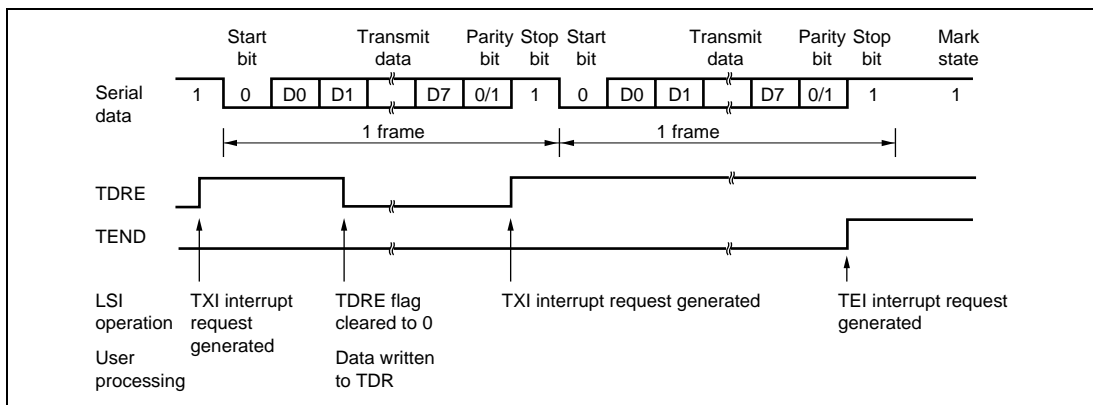 Start bit Transmit data Parity bit Stop bit Start bit Transmit data Parity bit Stop bit Mark state
Serial data 1 0 D0 D1 D7 0/1 1 0 D0 D1 D7 0/1 1 1
1 frame 1 frame
TDRE
TEND
LSI operation TXI interrupt request generated TDRE flag cleared to 0 TXI interrupt request generated TEI interrupt request generated
User processing Data written to TDR